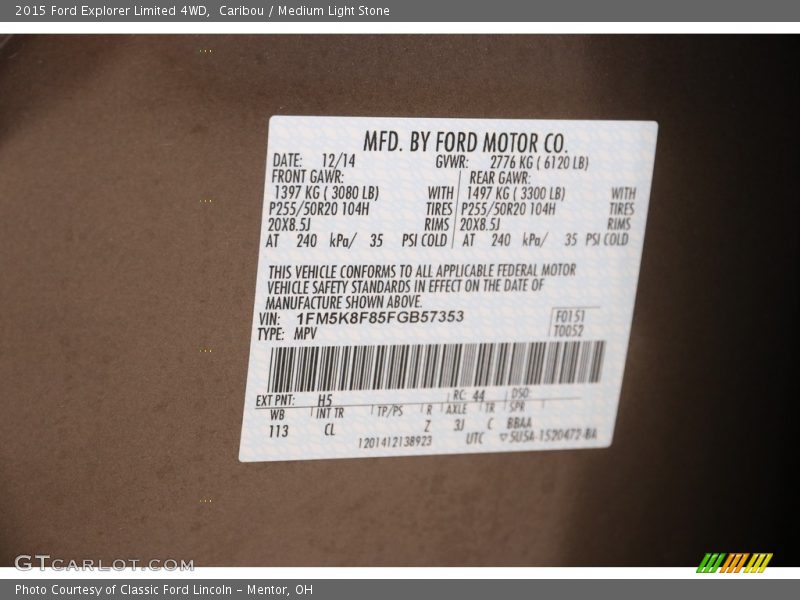 2015 Ford Explorer Limited 4WD, Caribou / Medium Light Stone
MFD. BY FORD MOTOR CO.
DATE: 12/14 GVWR: 2776 KG ( 6120 LB)
FRONT GAWR: REAR GAWR:
1397 KG ( 3080 LB) WITH 1497 KG ( 3300 LB) WITH
P255/50R20 104H TIRES P255/50R20 104H TIRES
20X8.5J RIMS 20X8.5J RIMS
AT 240 kPa/ 35 PSI COLD AT 240 kPa/ 35 PSI COLD
THIS VEHICLE CONFORMS TO ALL APPLICABLE FEDERAL MOTOR
VEHICLE SAFETY STANDARDS IN EFFECT ON THE DATE OF
MANUFACTURE SHOWN ABOVE.
VIN: 1FM5K8F85FGB57353 F0151
TYPE: MPV T0052
EXT PNT: H5 RC: 44 DSO:
WB INT TR TP/PS R AXLE TR SPR
113 CL Z 3J C BBAA
1201412138923 UTC ▽5U5A-1520472-BA
GTCARLOT.COM
Photo Courtesy of Classic Ford Lincoln - Mentor, OH